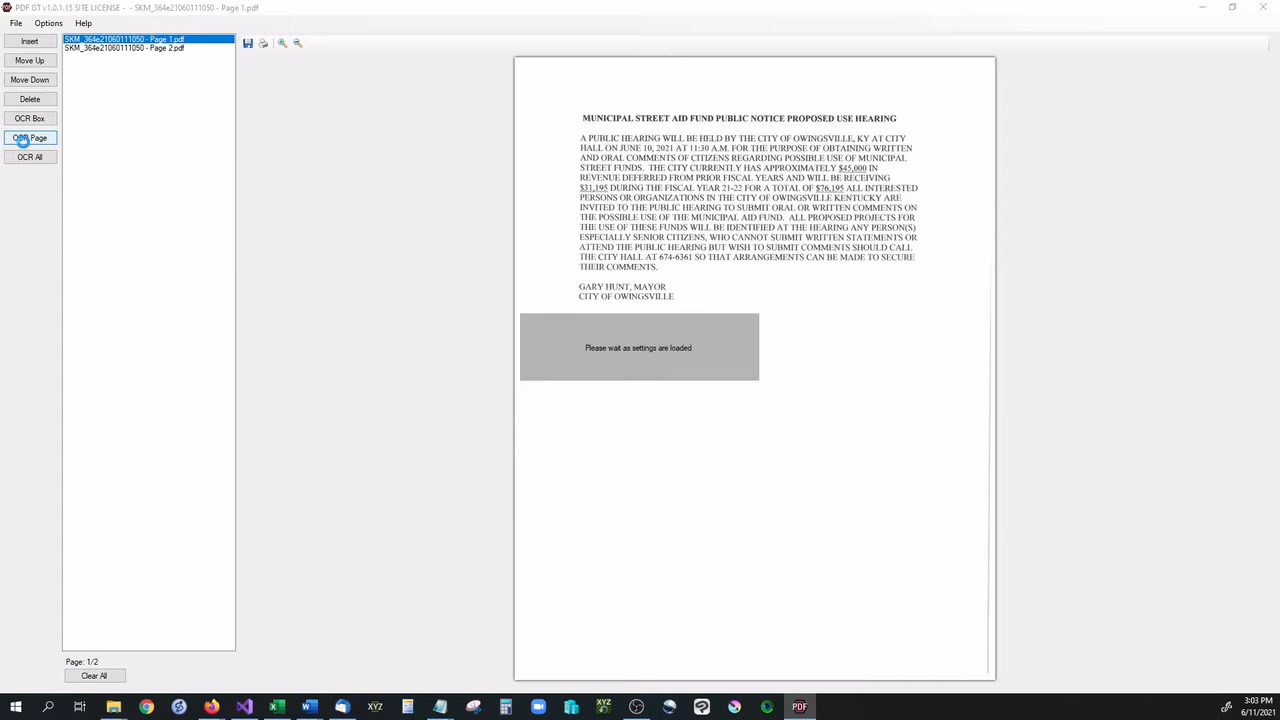 PDF GT v1.0.1.15 SITE LICENSE - - SKM_364e21060111050 - Page 1.pdf
File Options Help
Insert
Move Up
Move Down
Delete
OCR Box
OCR Page
OCR All
SKM_364e21060111050 - Page 1.pdf
SKM_364e21060111050 - Page 2.pdf
Page: 1/2
Clear All
MUNICIPAL STREET AID FUND PUBLIC NOTICE PROPOSED USE HEARING
A PUBLIC HEARING WILL BE HELD BY THE CITY OF OWINGSVILLE, KY AT CITY
HALL ON JUNE 10, 2021 AT 11:30 A.M. FOR THE PURPOSE OF OBTAINING WRITTEN
AND ORAL COMMENTS OF CITIZENS REGARDING POSSIBLE USE OF MUNICIPAL
STREET FUNDS. THE CITY CURRENTLY HAS APPROXIMATELY $45,000 IN
REVENUE DEFERRED FROM PRIOR FISCAL YEARS AND WILL BE RECEIVING
$31,195 DURING THE FISCAL YEAR 21-22 FOR A TOTAL OF $76,195 ALL INTERESTED
PERSONS OR ORGANIZATIONS IN THE CITY OF OWINGSVILLE KENTUCKY ARE
INVITED TO THE PUBLIC HEARING TO SUBMIT ORAL OR WRITTEN COMMENTS ON
THE POSSIBLE USE OF THE MUNICIPAL AID FUND. ALL PROPOSED PROJECTS FOR
THE USE OF THESE FUNDS WILL BE IDENTIFIED AT THE HEARING ANY PERSON(S)
ESPECIALLY SENIOR CITIZENS, WHO CANNOT SUBMIT WRITTEN STATEMENTS OR
ATTEND THE PUBLIC HEARING BUT WISH TO SUBMIT COMMENTS SHOULD CALL
THE CITY HALL AT 674-6361 SO THAT ARRANGEMENTS CAN BE MADE TO SECURE
THEIR COMMENTS.
GARY HUNT, MAYOR
CITY OF OWINGSVILLE
Please wait as settings are loaded
XYZ
XYZ
PDF
3:03 PM
6/11/2021